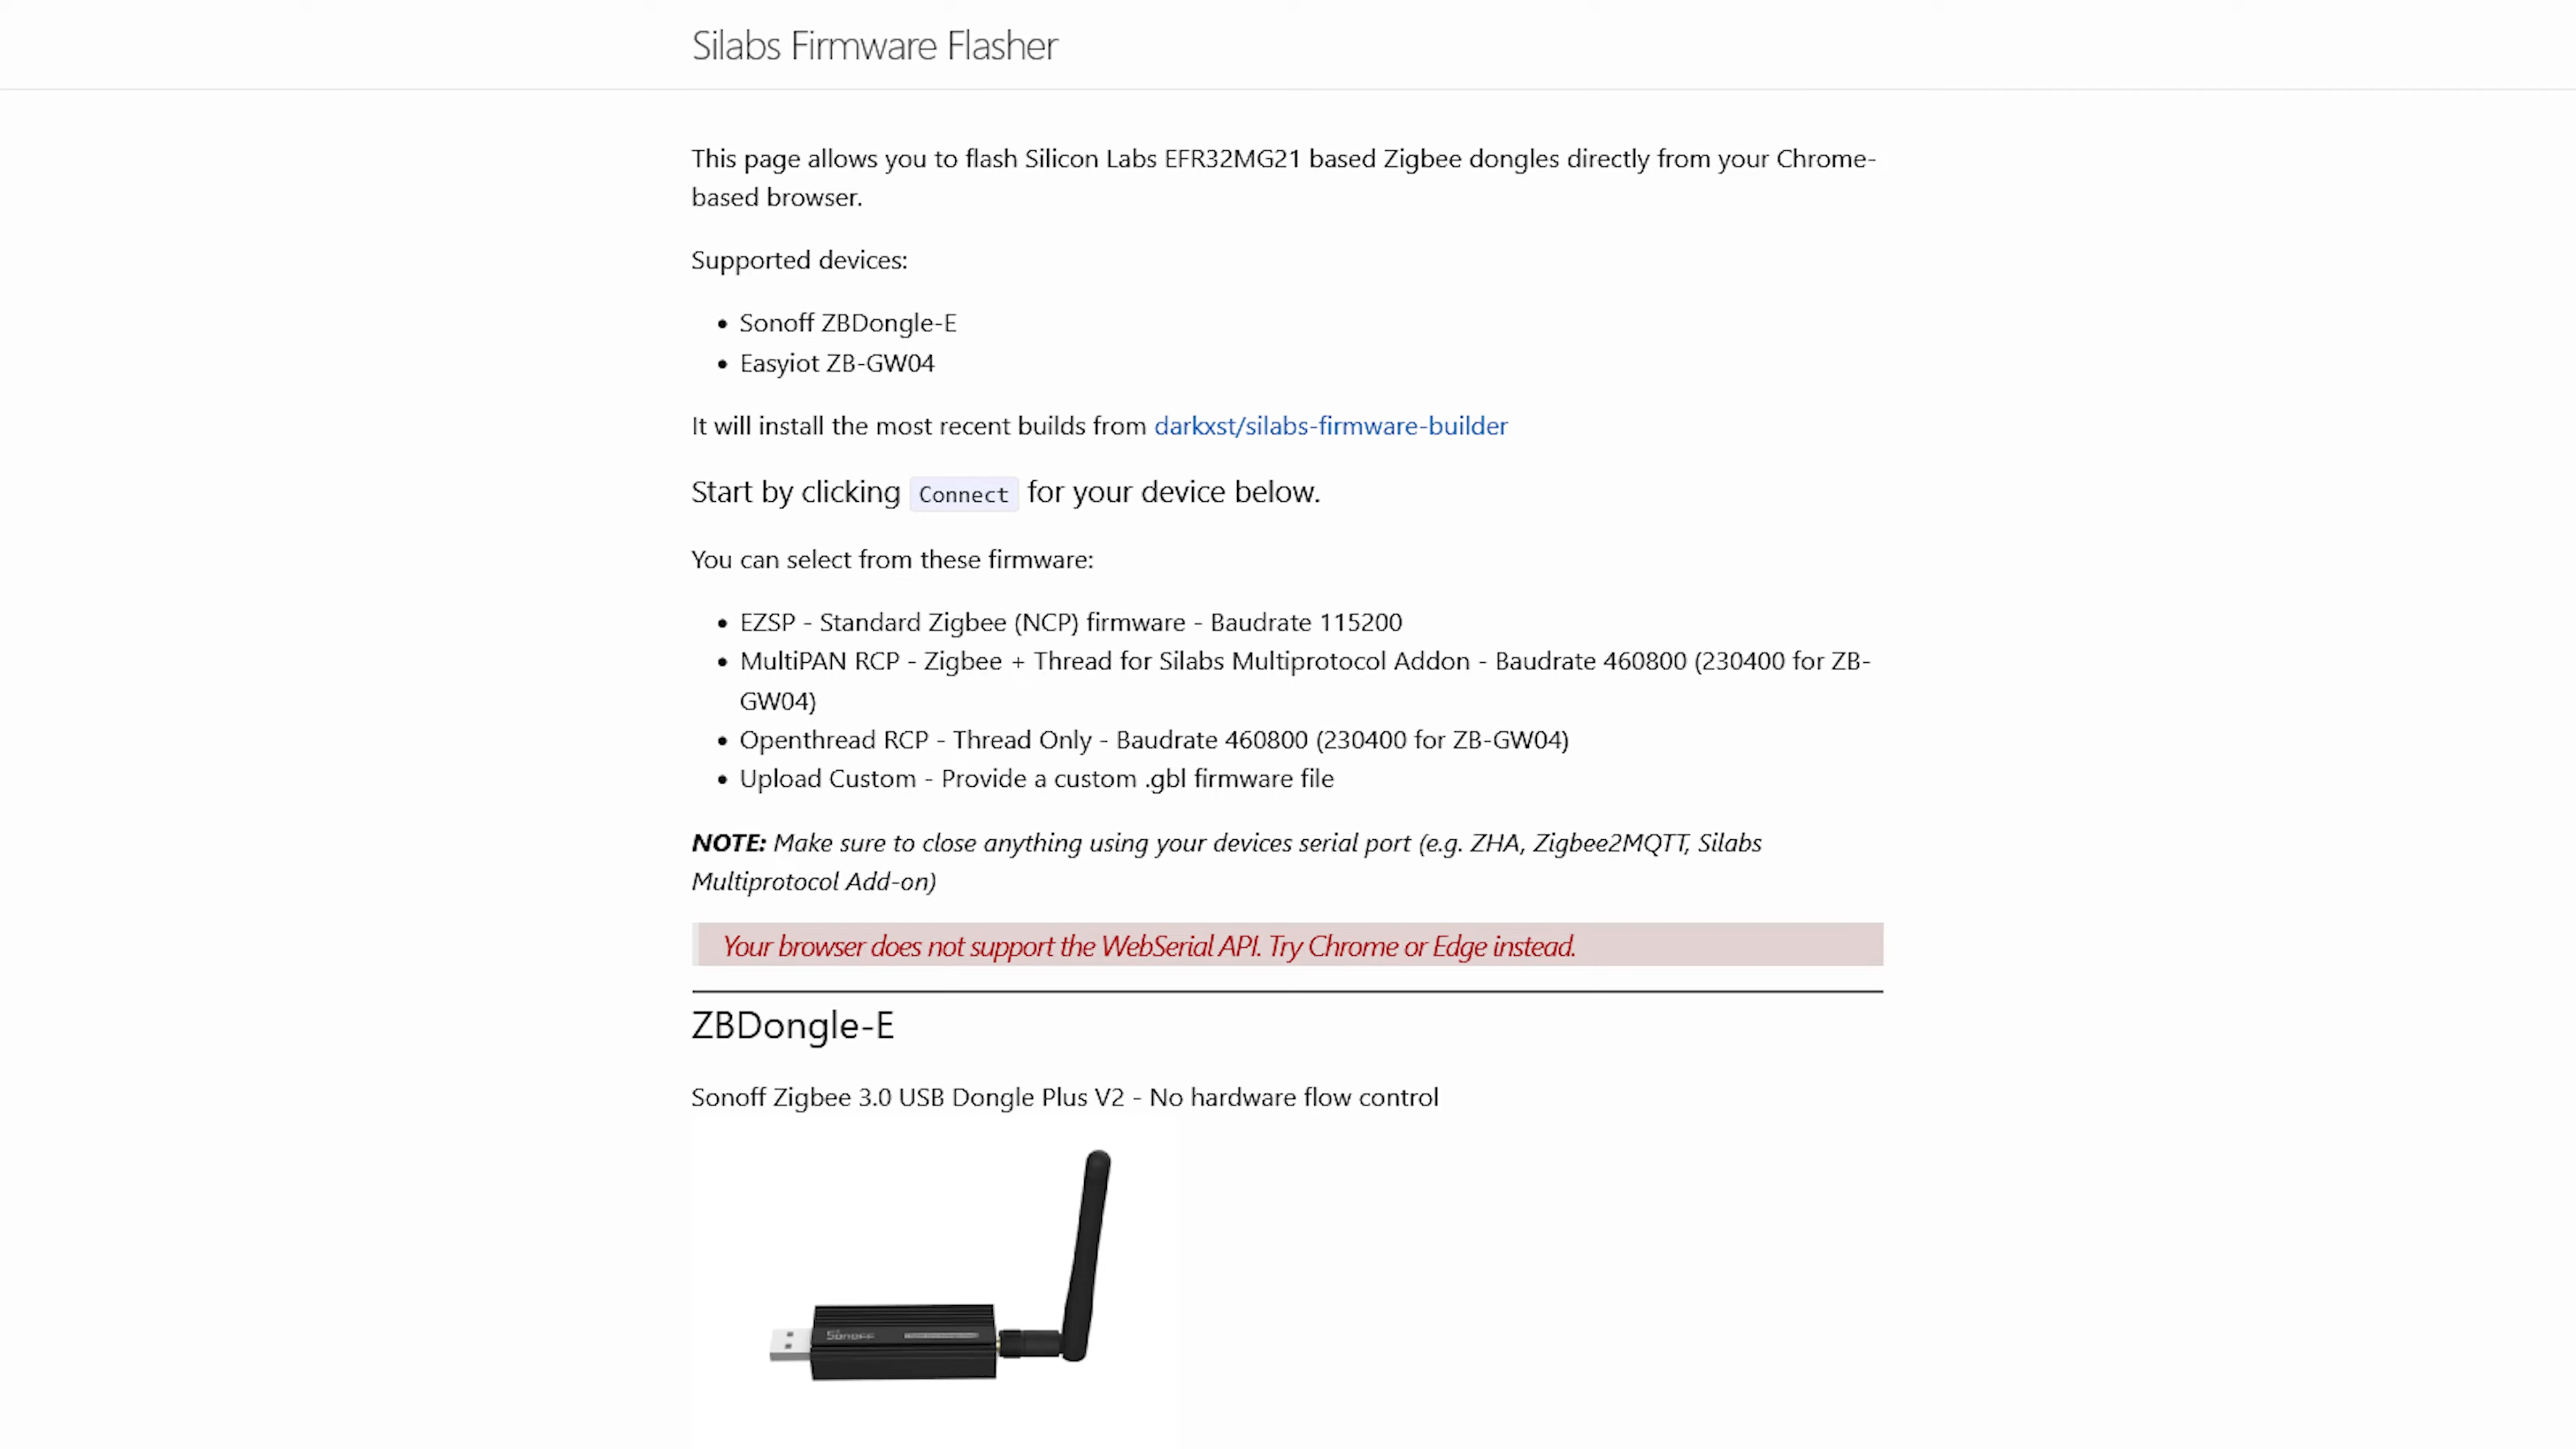 Silabs Firmware Flasher
This page allows you to flash Silicon Labs EFR32MG21 based Zigbee dongles directly from your Chrome-
based browser.
Supported devices:
Sonoff ZBDongle-E
Easyiot ZB-GW04
It will install the most recent builds from darkxst/silabs-firmware-builder
Start by clicking Connect for your device below.
You can select from these firmware:
EZSP - Standard Zigbee (NCP) firmware - Baudrate 115200
MultiPAN RCP - Zigbee + Thread for Silabs Multiprotocol Addon - Baudrate 460800 (230400 for ZB-
GW04)
Openthread RCP - Thread Only - Baudrate 460800 (230400 for ZB-GW04)
Upload Custom - Provide a custom .gbl firmware file
NOTE: Make sure to close anything using your devices serial port (e.g. ZHA, Zigbee2MQTT, Silabs
Multiprotocol Add-on)
Your browser does not support the WebSerial API. Try Chrome or Edge instead.
ZBDongle-E
Sonoff Zigbee 3.0 USB Dongle Plus V2 - No hardware flow control
SONOFF